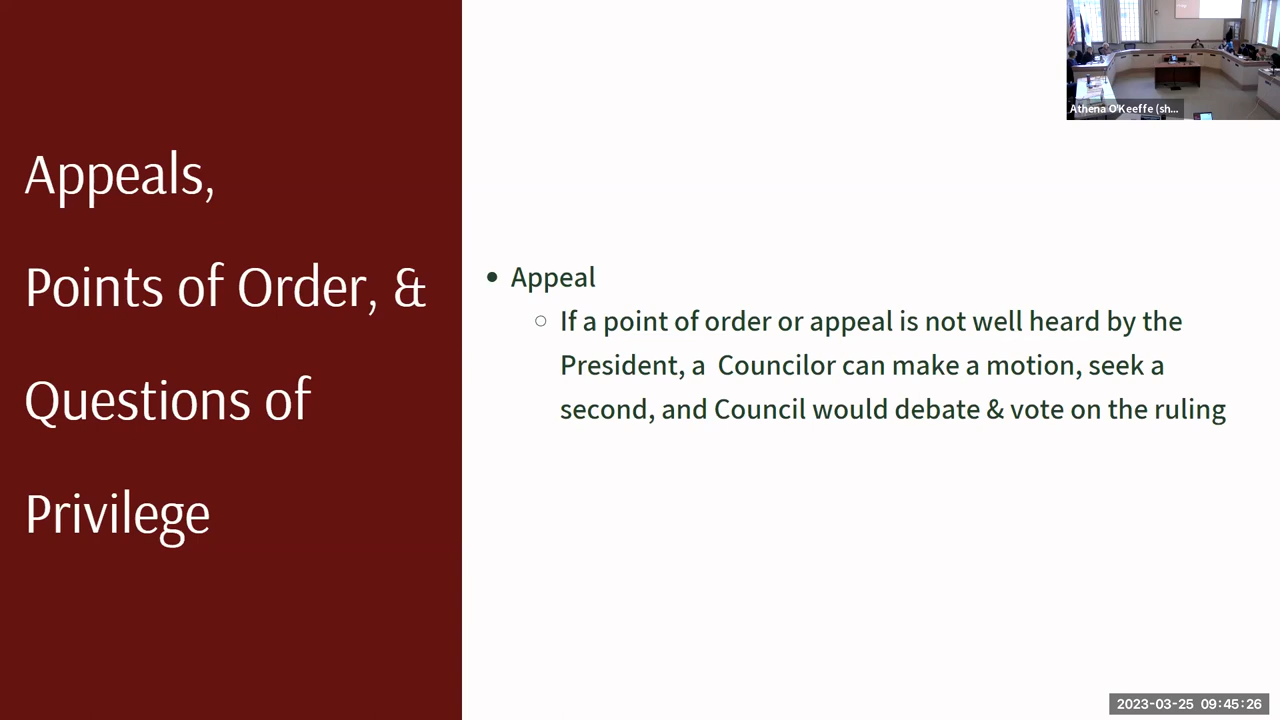 Appeals,
Points of Order, &
Questions of
Privilege
• Appeal
○ If a point of order or appeal is not well heard by the
President, a Councilor can make a motion, seek a
second, and Council would debate & vote on the ruling
Athena O'Keeffe (sh...
2023-03-25 09:45:26